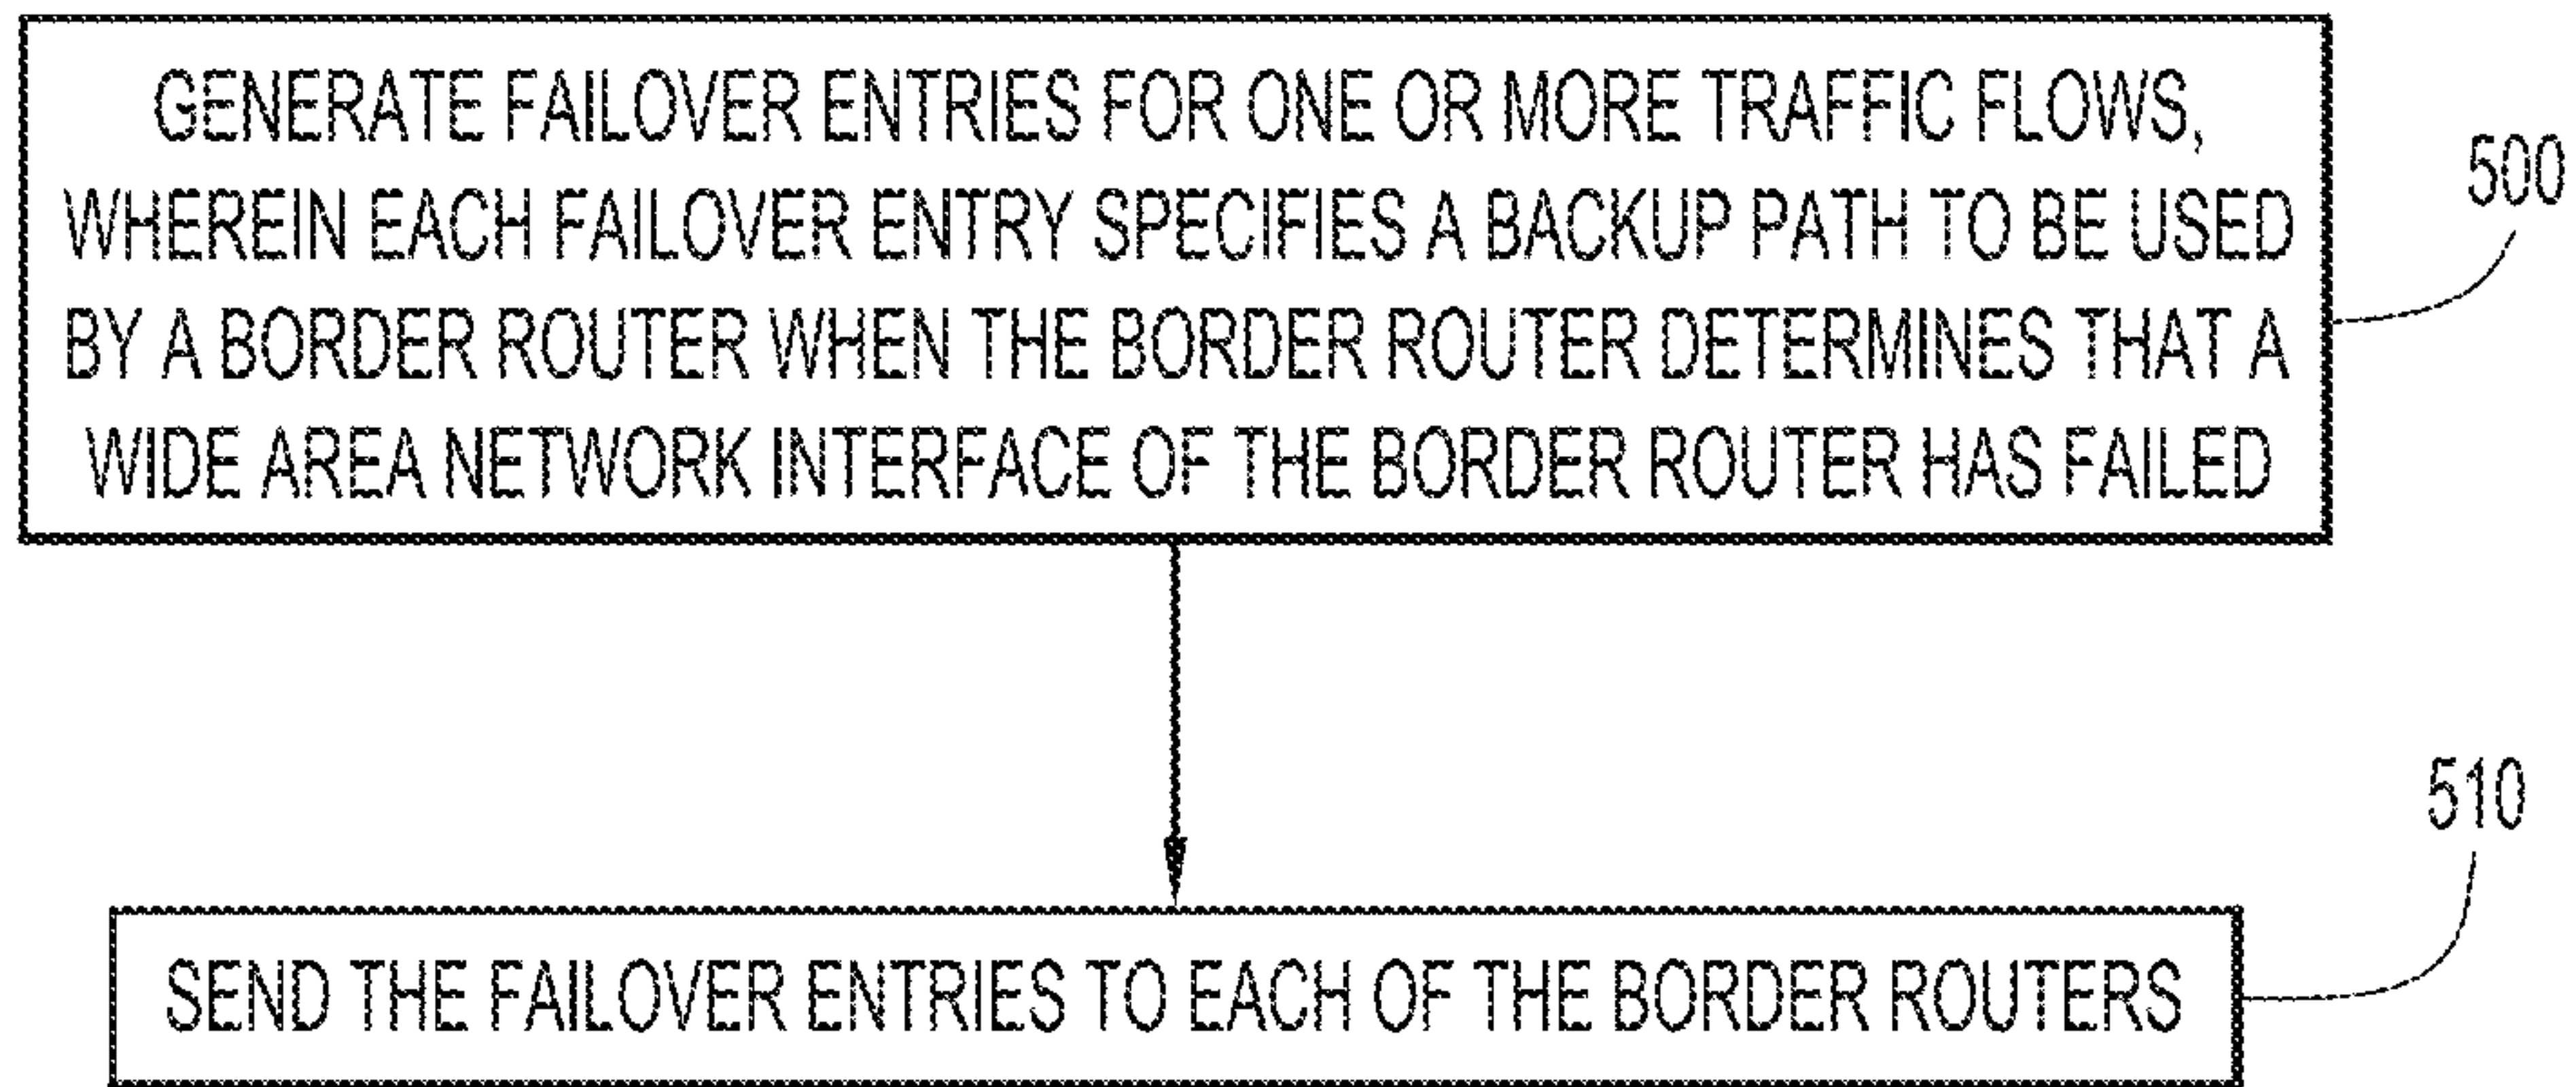 GENERATE FAILOVER ENTRIES FOR ONE OR MORE TRAFFIC FLOWS,
WHEREIN EACH FAILOVER ENTRY SPECIFIES A BACKUP PATH TO BE USED
BY A BORDER ROUTER WHEN THE BORDER ROUTER DETERMINES THAT A
WIDE AREA NETWORK INTERFACE OF THE BORDER ROUTER HAS FAILED
500
510
SEND THE FAILOVER ENTRIES TO EACH OF THE BORDER ROUTERS